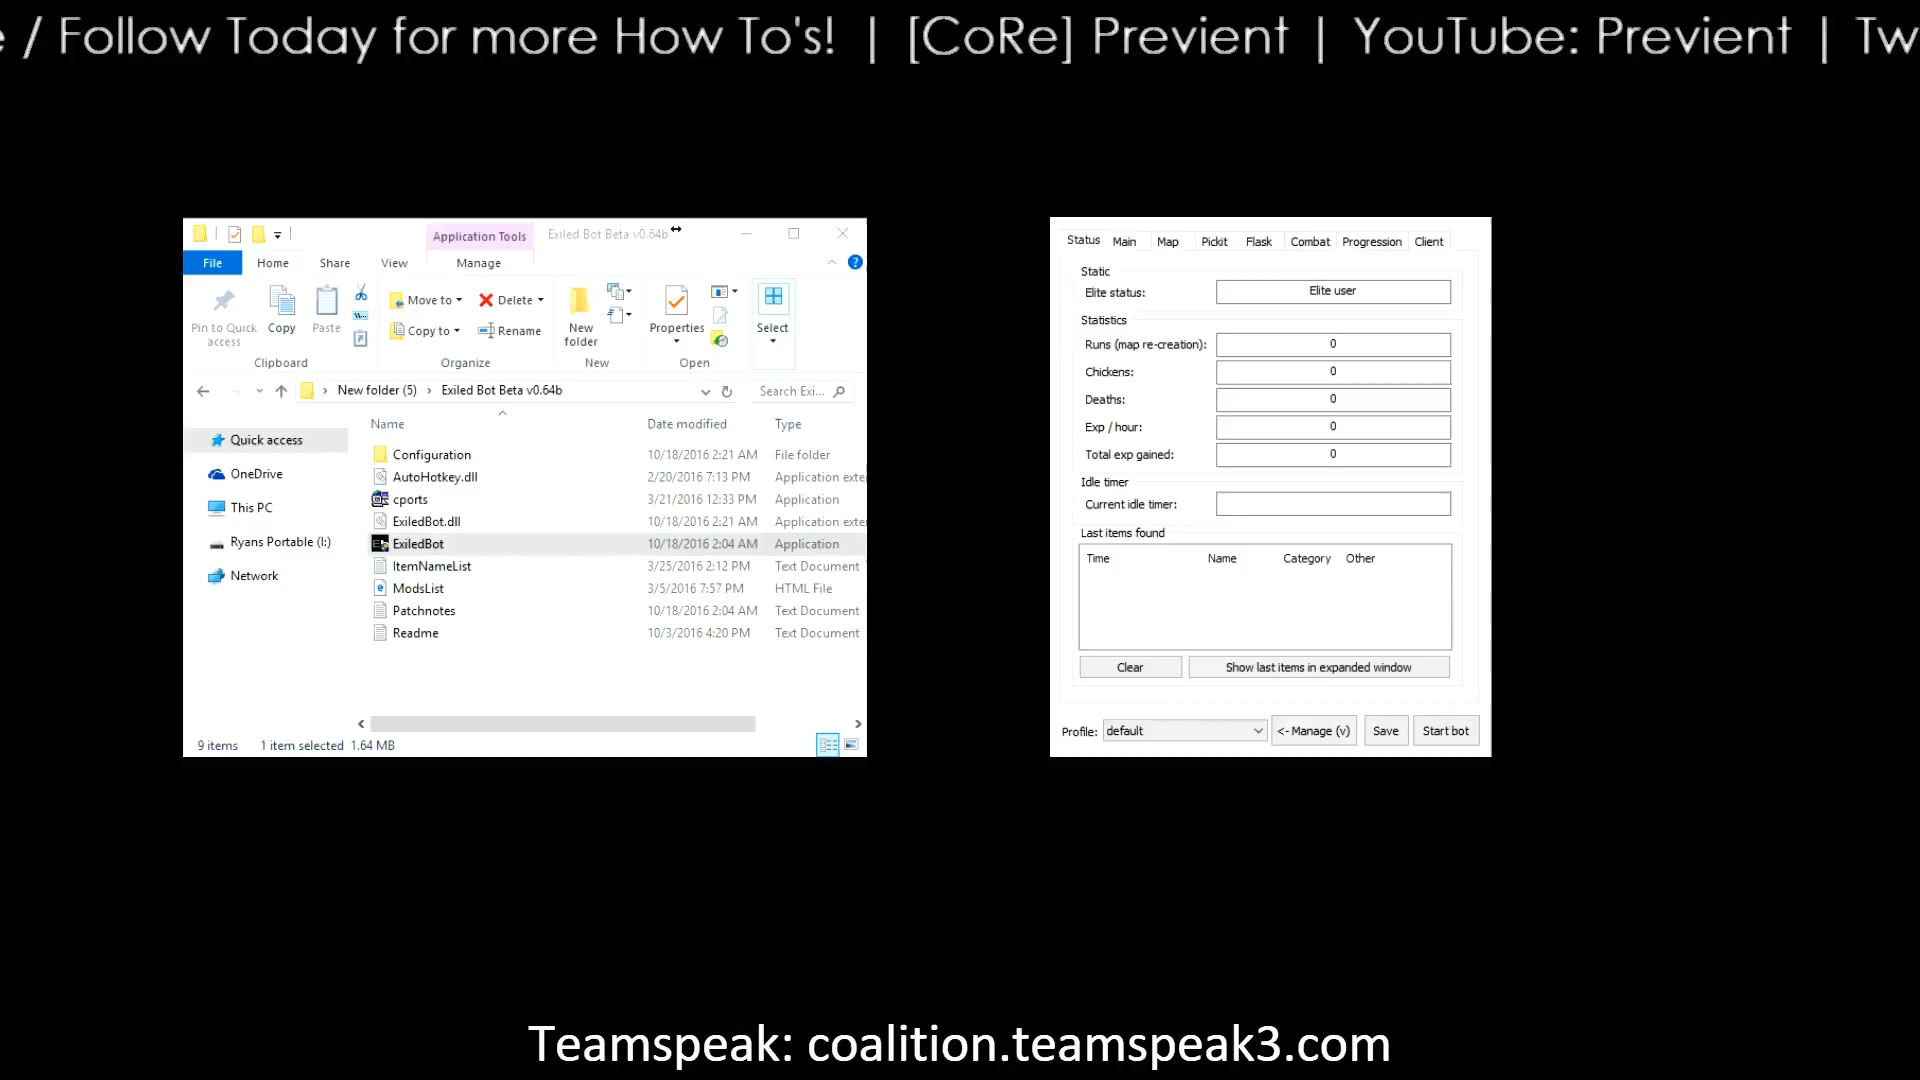 e / Follow Today for more How To's! | [CoRe] Previent | YouTube: Previent | Tw
Application Tools
Exiled Bot Beta v0.64b
File
Home
Share
View
Manage
Pin to Quick access
Copy
Paste
Clipboard
Move to
Copy to
Delete
Rename
Organize
New folder
New
Properties
Open
Select
New folder (5) › Exiled Bot Beta v0.64b
Search Exi...
Quick access
OneDrive
This PC
Ryans Portable (I:)
Network
Name Date modified Type
Configuration 10/18/2016 2:21 AM File folder
AutoHotkey.dll 2/20/2016 7:13 PM Application exte
cports 3/21/2016 12:33 PM Application
ExiledBot.dll 10/18/2016 2:21 AM Application exte
ExiledBot 10/18/2016 2:04 AM Application
ItemNameList 3/25/2016 2:12 PM Text Document
ModsList 3/5/2016 7:57 PM HTML File
Patchnotes 10/18/2016 2:04 AM Text Document
Readme 10/3/2016 4:20 PM Text Document
9 items 1 item selected 1.64 MB
Status Main Map Pickit Flask Combat Progression Client
Static
Elite status: Elite user
Statistics
Runs (map re-creation): 0
Chickens: 0
Deaths: 0
Exp / hour: 0
Total exp gained: 0
Idle timer
Current idle timer:
Last items found
Time Name Category Other
Clear
Show last items in expanded window
Profile: default <- Manage (v) Save Start bot
Teamspeak: coalition.teamspeak3.com